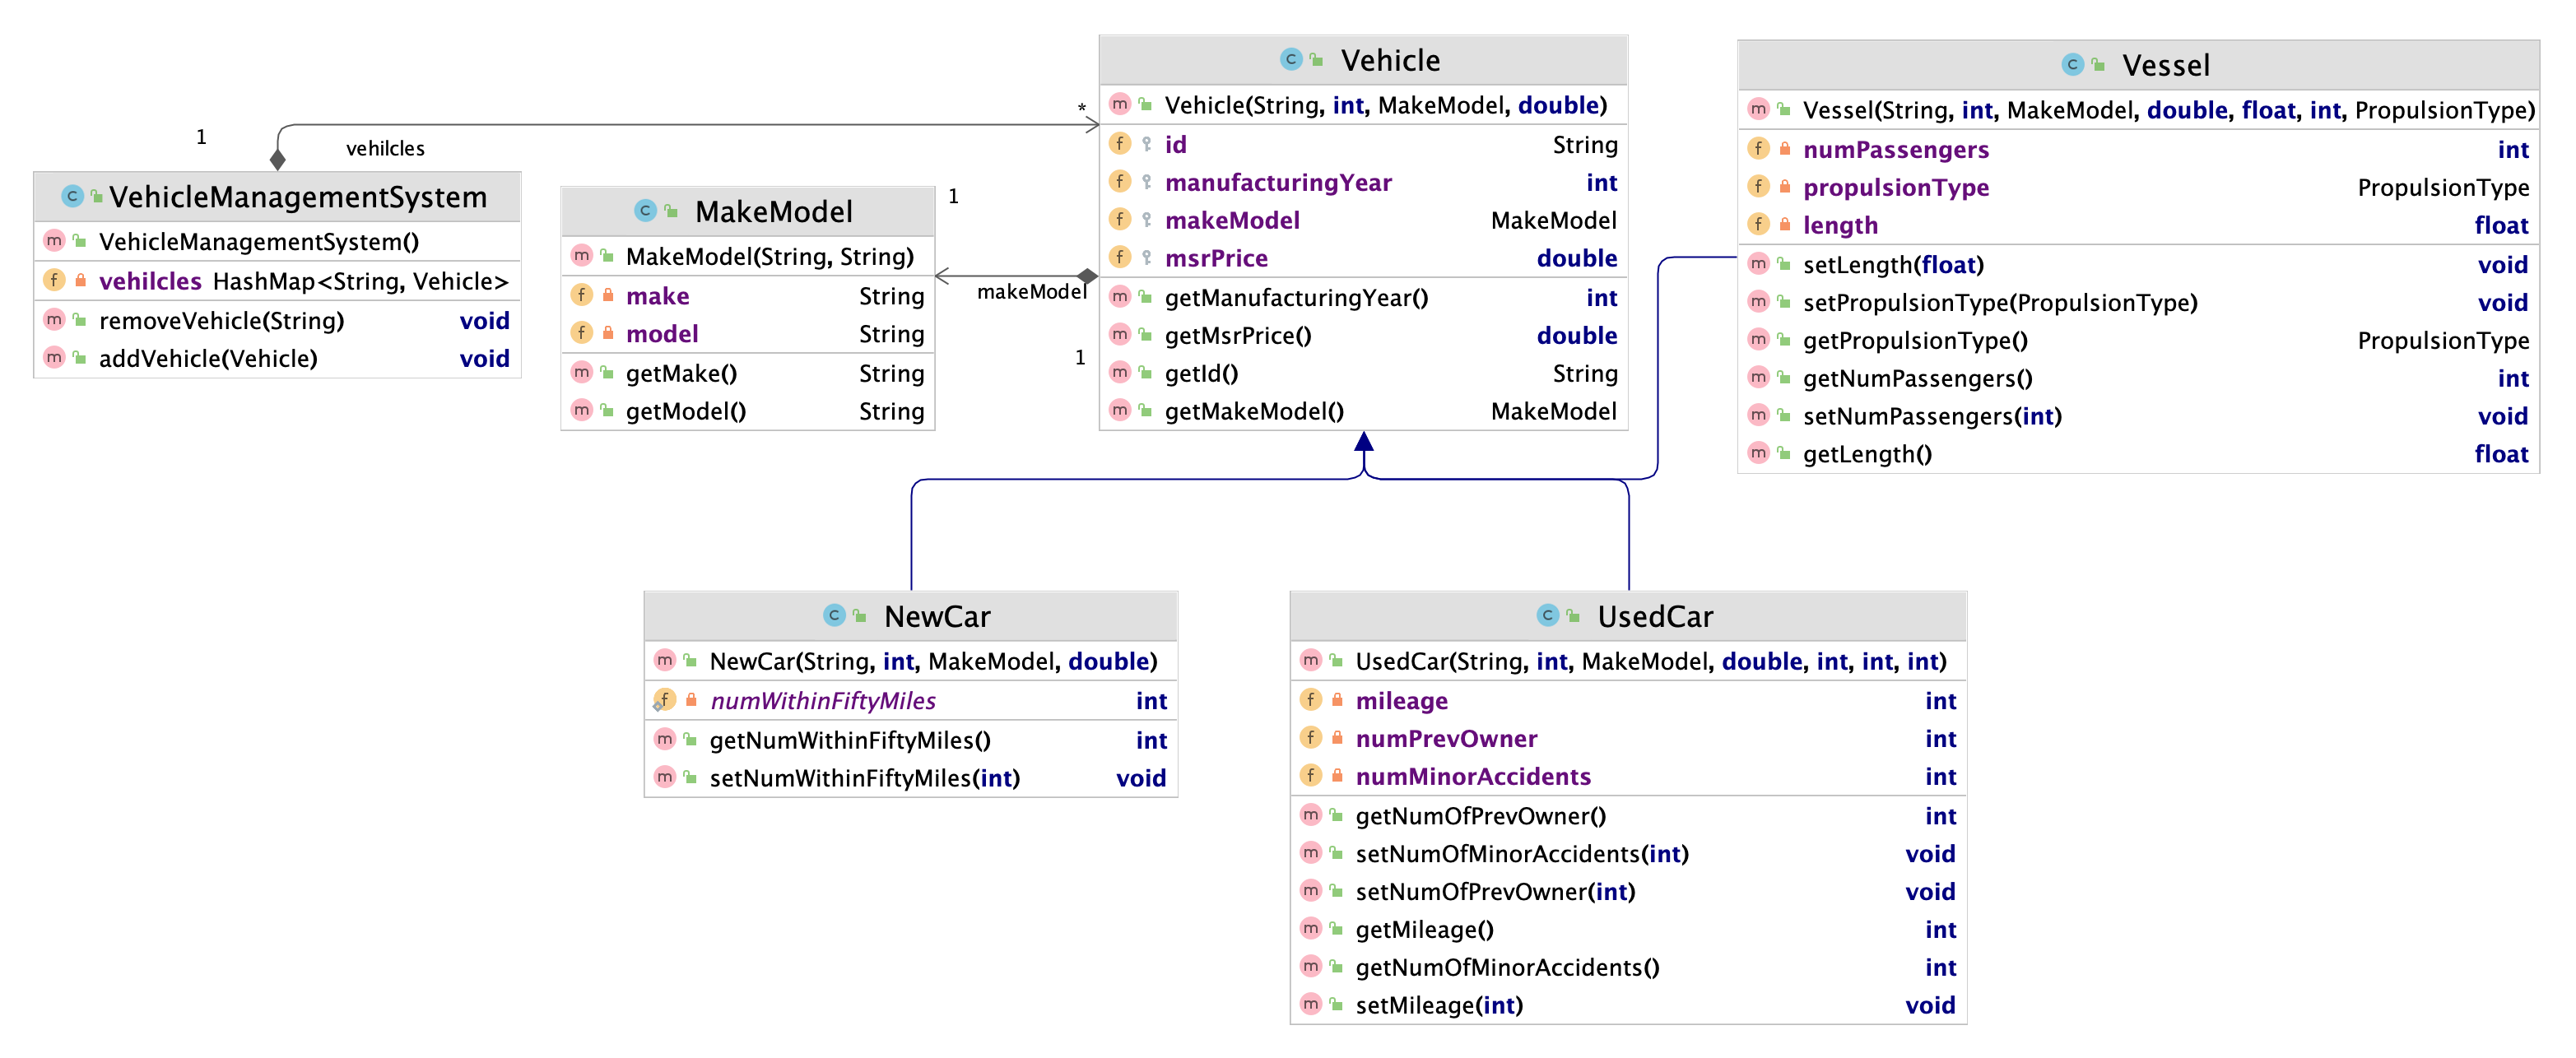 1
vehilcles
*
VehicleManagementSystem
VehicleManagementSystem()
vehilcles HashMap<String, Vehicle>
removeVehicle(String) void
addVehicle(Vehicle) void
MakeModel
MakeModel(String, String)
make String
model String
getMake() String
getModel() String
1
makeModel
1
Vehicle
Vehicle(String, int, MakeModel, double)
id String
manufacturingYear int
makeModel MakeModel
msrPrice double
getManufacturingYear() int
getMsrPrice() double
getId() String
getMakeModel() MakeModel
Vessel
Vessel(String, int, MakeModel, double, float, int, PropulsionType)
numPassengers int
propulsionType PropulsionType
length float
setLength(float) void
setPropulsionType(PropulsionType) void
getPropulsionType() PropulsionType
getNumPassengers() int
setNumPassengers(int) void
getLength() float
NewCar
NewCar(String, int, MakeModel, double)
numWithinFiftyMiles int
getNumWithinFiftyMiles() int
setNumWithinFiftyMiles(int) void
UsedCar
UsedCar(String, int, MakeModel, double, int, int, int)
mileage int
numPrevOwner int
numMinorAccidents int
getNumOfPrevOwner() int
setNumOfMinorAccidents(int) void
setNumOfPrevOwner(int) void
getMileage() int
getNumOfMinorAccidents() int
setMileage(int) void